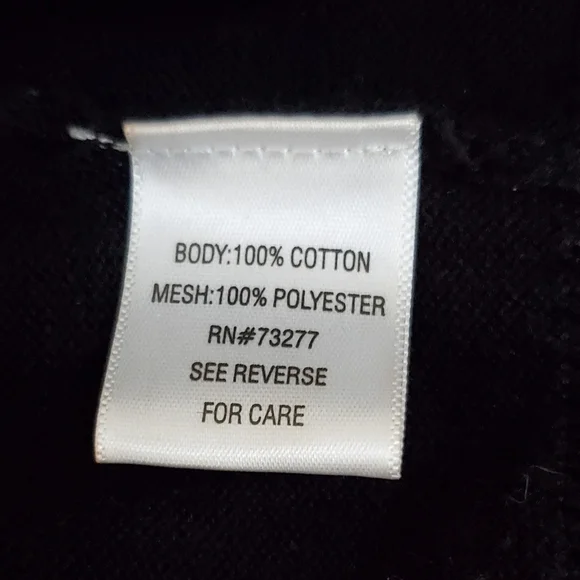 BODY:100% COTTON
MESH:100% POLYESTER
RN#73277
SEE REVERSE
FOR CARE